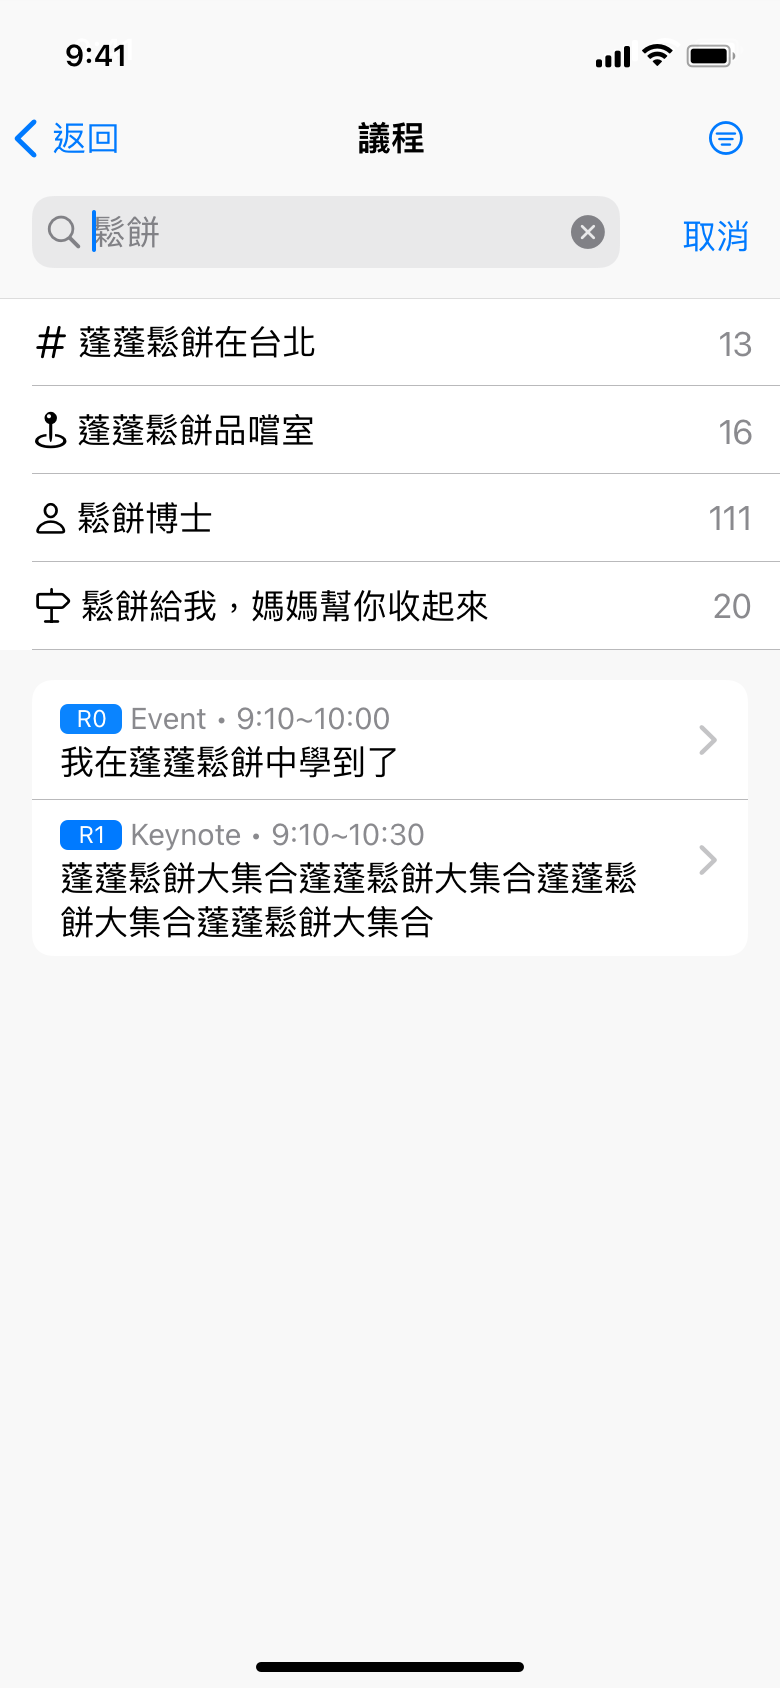 9:41
返回
議程
鬆餅
取消
# 蓬蓬鬆餅在台北 13
蓬蓬鬆餅品嚐室 16
鬆餅博士 111
鬆餅給我，媽媽幫你收起來 20
R0 Event • 9:10~10:00
我在蓬蓬鬆餅中學到了
R1 Keynote • 9:10~10:30
蓬蓬鬆餅大集合蓬蓬鬆餅大集合蓬蓬鬆
餅大集合蓬蓬鬆餅大集合